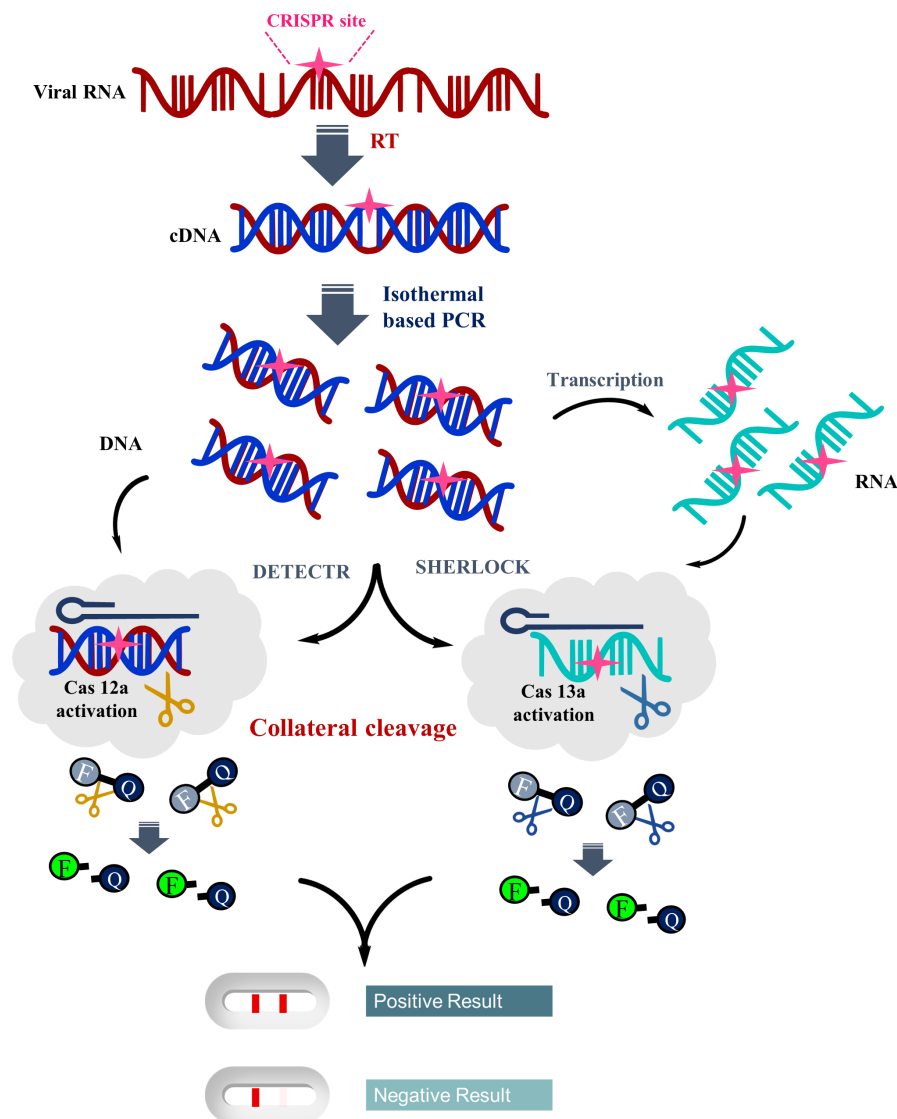 CRISPR site
Viral RNA
RT
cDNA
Isothermal
based PCR
Transcription
DNA
RNA
DETECTR
SHERLOCK
Cas 12a
activation
Cas 13a
activation
Collateral cleavage
F
Q
F
Q
F
Q
F
Q
F
Q
F
Q
F
Q
F
Q
Positive Result
Negative Result